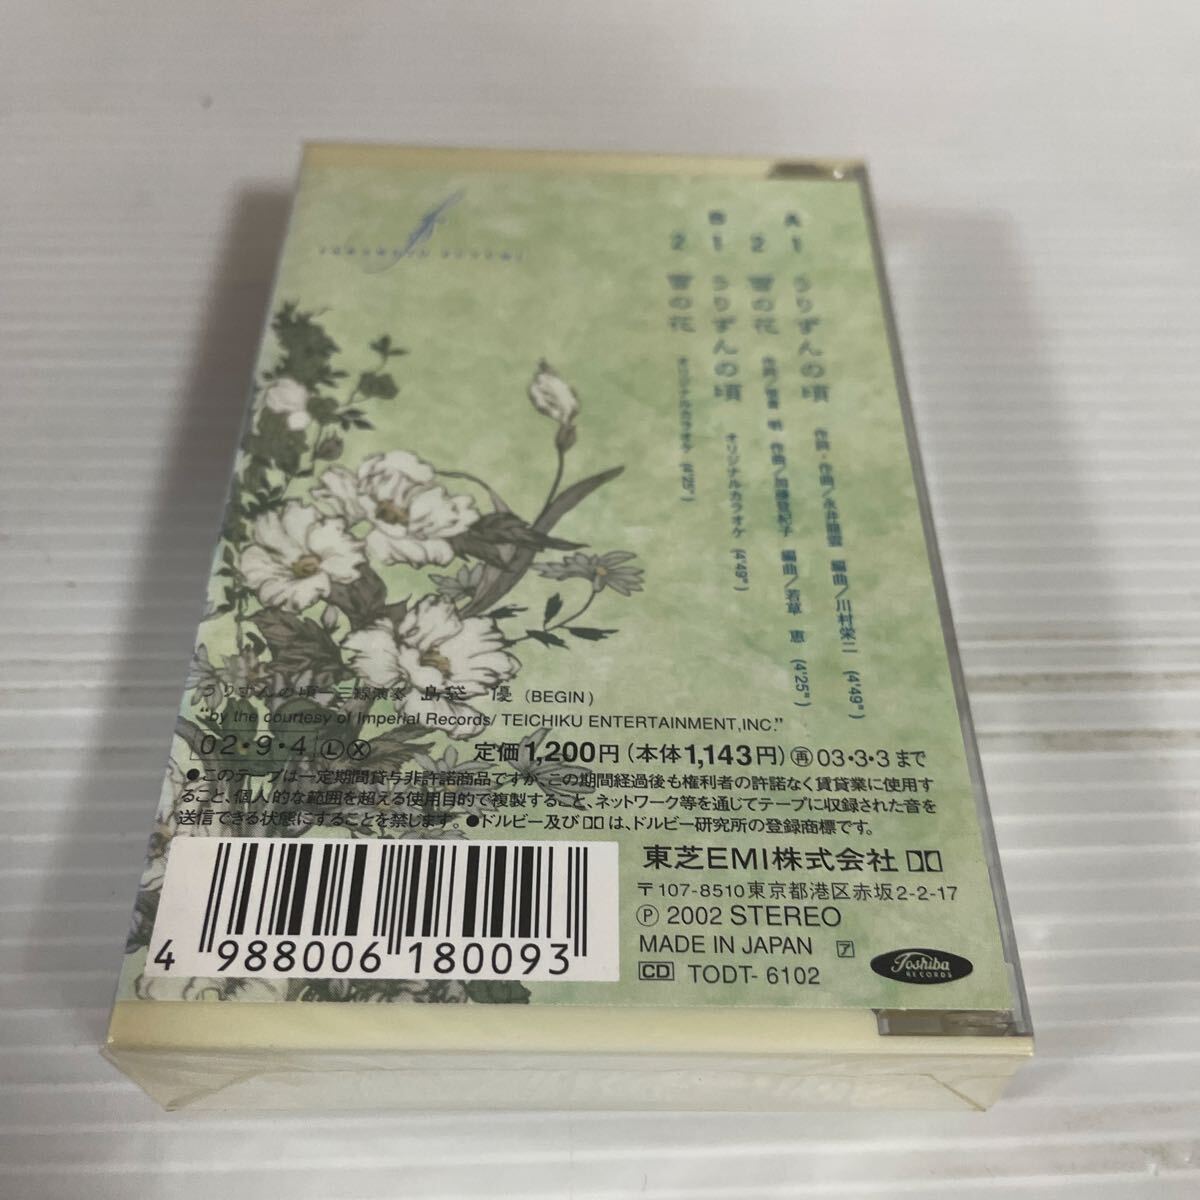 A 1 うりずんの頃 作詞・作曲/永井龍雲 編曲/川村栄二 (4'49")
2 雪の花 作曲/加藤登紀子 編曲/若草 恵 (4'25")
B 1 うりずんの頃 オリジナルカラオケ (4'49")
2 雪の花 オリジナルカラオケ (4'25")
うりずんの頃―三線演奏 島袋 優 (BEGIN)
"by the courtesy of Imperial Records/ TEICHIKU ENTERTAINMENT,INC."
02・9・4 Ⓛ Ⓧ 定価1,200円(本体1,143円) ㊢03・3・3まで
●このテープは一定期間貸与非許諾商品ですが、この期間経過後も権利者の許諾なく賃貸業に使用す
ること、個人的な範囲を超える使用目的で複製すること、ネットワーク等を通じてテープに収録された音を
送信できる状態にすることを禁じます。●ドルビー及びは、ドルビー研究所の登録商標です。
東芝EMI株式会社
〒107-8510東京都港区赤坂2-2-17
Ⓟ 2002 STEREO
MADE IN JAPAN ア
CD TODT- 6102
Toshiba
RECORDS
4 988006 180093